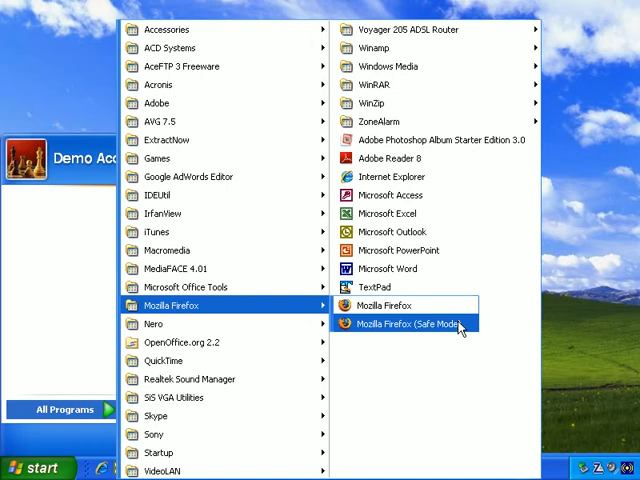 Accessories
ACD Systems
AceFTP 3 Freeware
Acronis
Adobe
AVG 7.5
ExtractNow
Games
Google AdWords Editor
IDEUtil
IrfanView
iTunes
Macromedia
MediaFACE 4.01
Microsoft Office Tools
Mozilla Firefox
Nero
OpenOffice.org 2.2
QuickTime
Realtek Sound Manager
SiS VGA Utilities
Skype
Sony
Startup
VideoLAN
Voyager 205 ADSL Router
Winamp
Windows Media
WinRAR
WinZip
ZoneAlarm
Adobe Photoshop Album Starter Edition 3.0
Adobe Reader 8
Internet Explorer
Microsoft Access
Microsoft Excel
Microsoft Outlook
Microsoft PowerPoint
Microsoft Word
TextPad
Mozilla Firefox
Mozilla Firefox (Safe Mode)
Demo Acc
All Programs
start